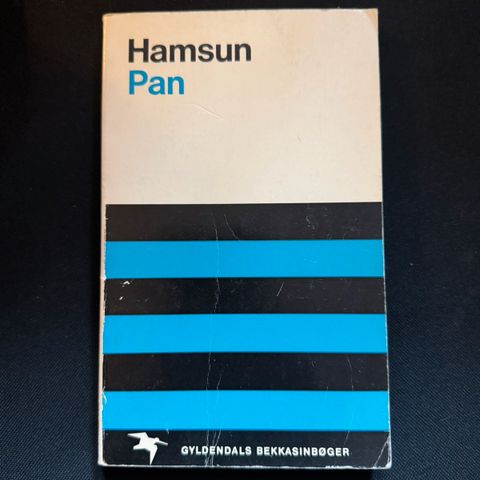 Hamsun
Pan
GYLDENDALS BEKKASINBØGER